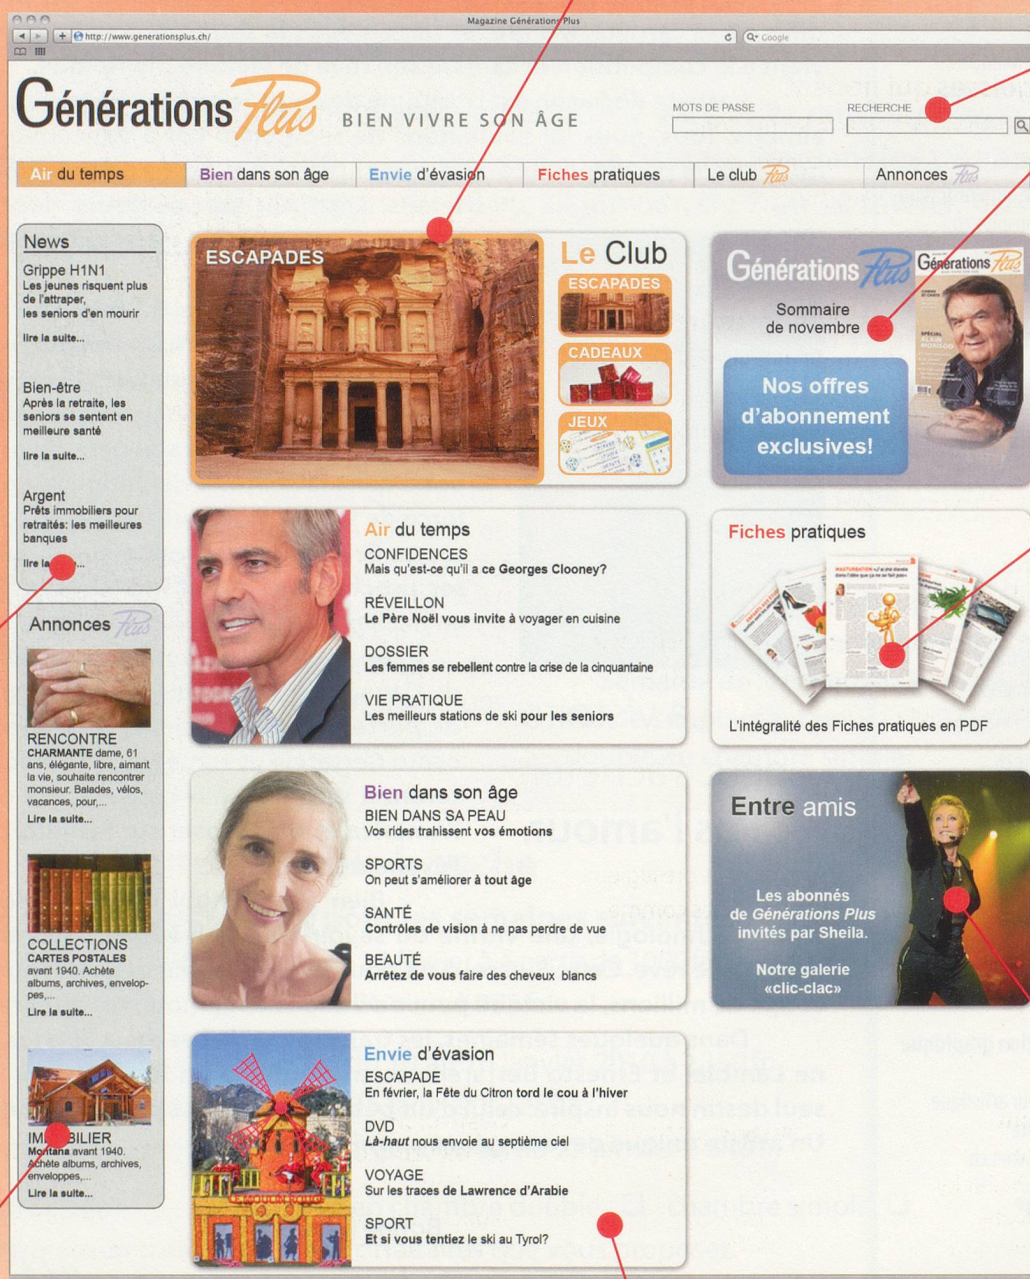 Magazine Générations Plus
http://www.generationsplus.ch/
Google
Générations Plus
BIEN VIVRE SON ÂGE
MOTS DE PASSE
RECHERCHE
Air du temps
Bien dans son âge
Envie d'évasion
Fiches pratiques
Le club Plus
Annonces Plus
News
Grippe H1N1
Les jeunes risquent plus
de l'attraper,
les seniors d'en mourir
lire la suite...
Bien-être
Après la retraite, les
seniors se sentent en
meilleure santé
lire la suite...
Argent
Prêts immobiliers pour
retraités: les meilleures
banques
lire la
Annonces Plus
RENCONTRE
CHARMANTE dame, 61
ans, élégante, libre, aimant
la vie, souhaite rencontrer
monsieur. Balades, vélos,
vacances, pour,...
Lire la suite...
COLLECTIONS
CARTES POSTALES
avant 1940. Achète
albums, archives, envelop-
pes,...
Lire la suite...
Montana avant 1940.
Achète albums, archives,
enveloppes,...
Lire la suite...
ESCAPADES
Le Club
ESCAPADES
CADEAUX
JEUX
Air du temps
CONFIDENCES
Mais qu'est-ce qu'il a ce Georges Clooney?
RÉVEILLON
Le Père Noël vous invite à voyager en cuisine
DOSSIER
Les femmes se rebellent contre la crise de la cinquantaine
VIE PRATIQUE
Les meilleurs stations de ski pour les seniors
Bien dans son âge
BIEN DANS SA PEAU
Vos rides trahissent vos émotions
SPORTS
On peut s'améliorer à tout âge
SANTÉ
Contrôles de vision à ne pas perdre de vue
BEAUTÉ
Arrêtez de vous faire des cheveux blancs
LE MOULIN ROUGE
Envie d'évasion
ESCAPADE
En février, la Fête du Citron tord le cou à l'hiver
DVD
Là-haut nous envoie au septième ciel
VOYAGE
Sur les traces de Lawrence d'Arabie
SPORT
Et si vous tentiez le ski au Tyrol?
Générations Plus
Sommaire
de novembre
Nos offres
d'abonnement
exclusives!
Générations Plus
SPÉCIAL
ALAIN
MORISOD
Fiches pratiques
L'intégralité des Fiches pratiques en PDF
Entre amis
Les abonnés
de Générations Plus
invités par Sheila.
Notre galerie
«clic-clac»